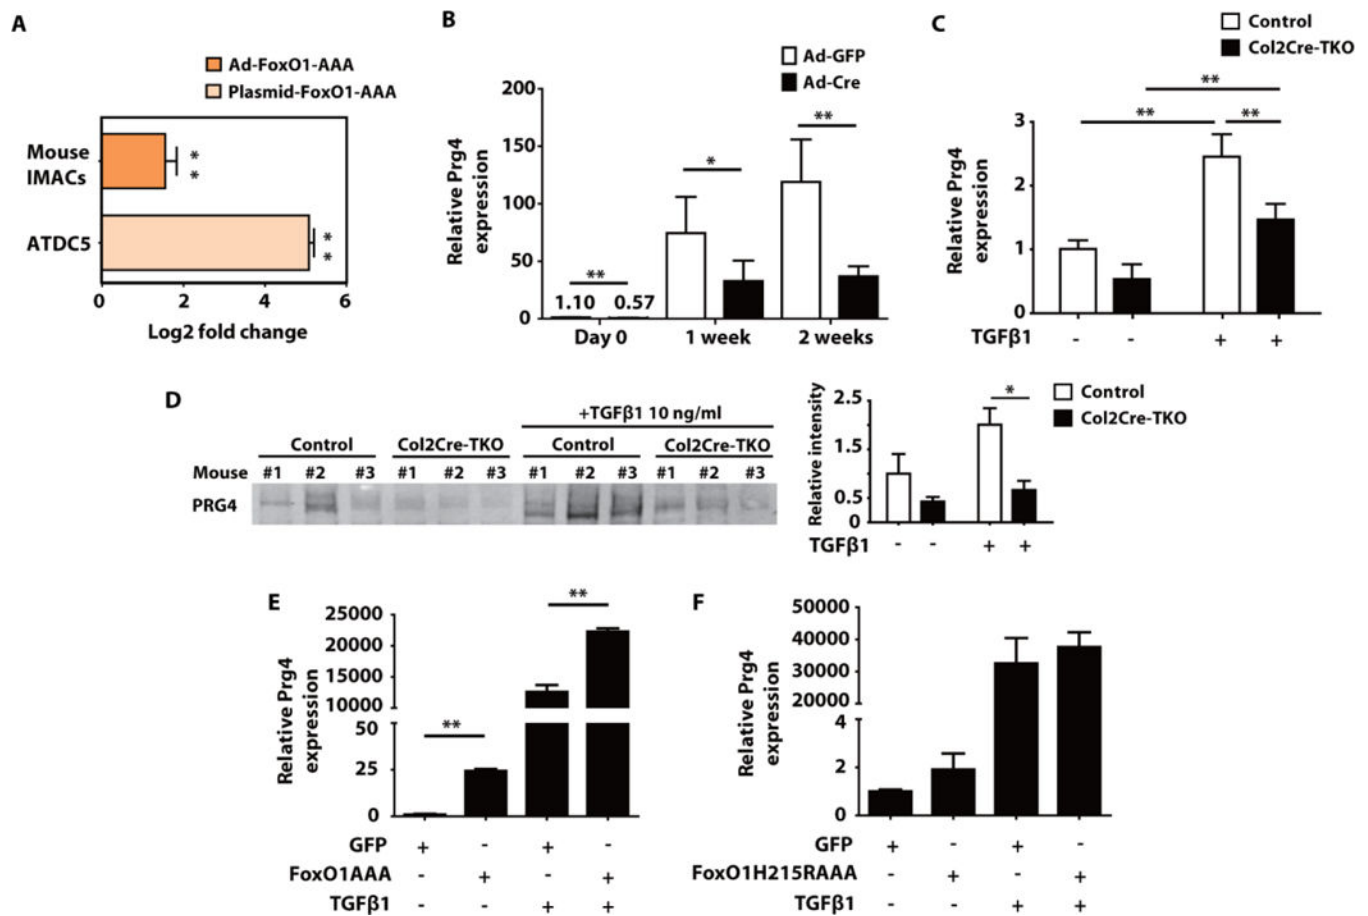 A
Ad-FoxO1-AAA
Plasmid-FoxO1-AAA
Mouse
IMACs
**
ATDC5
**
0 2 4 6
Log2 fold change
B
Ad-GFP
Ad-Cre
Relative Prg4
expression
200
150
100
50
0
**
1.10 0.57
*
**
Day 0 1 week 2 weeks
C
Control
Col2Cre-TKO
Relative Prg4
expression
3
2
1
0
**
**
**
TGFβ1 - - + +
D
+TGFβ1 10 ng/ml
Control Col2Cre-TKO Control Col2Cre-TKO
Mouse #1 #2 #3 #1 #2 #3 #1 #2 #3 #1 #2 #3
PRG4
Control
Col2Cre-TKO
Relative intensity
2.5
1.5
0.5
0
*
TGFβ1 - - + +
E
Relative Prg4
expression
25000
20000
15000
10000
50
25
0
**
**
GFP + - + -
FoxO1AAA - + - +
TGFβ1 - - + +
F
Relative Prg4
expression
50000
40000
30000
20000
4
2
0
GFP + - + -
FoxO1H215RAAA - + - +
TGFβ1 - - + +